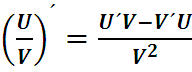 (U/V)′ = (U′V−V′U)/V²